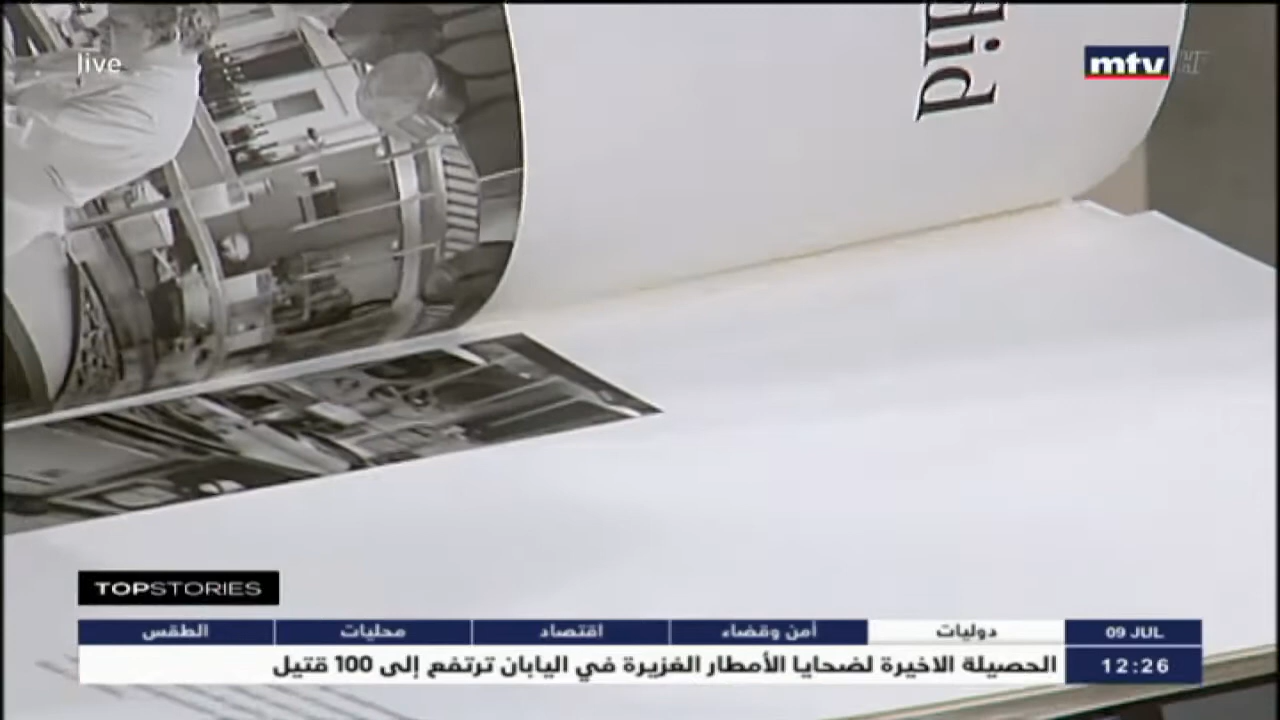 live
mtv
TOPSTORIES
09 JUL
دوليات
أمن وقضاء
اقتصاد
محليات
الطقس
12:26
الحصيلة الاخيرة لضحايا الأمطار الغزيرة في اليابان ترتفع إلى 100 قتيل